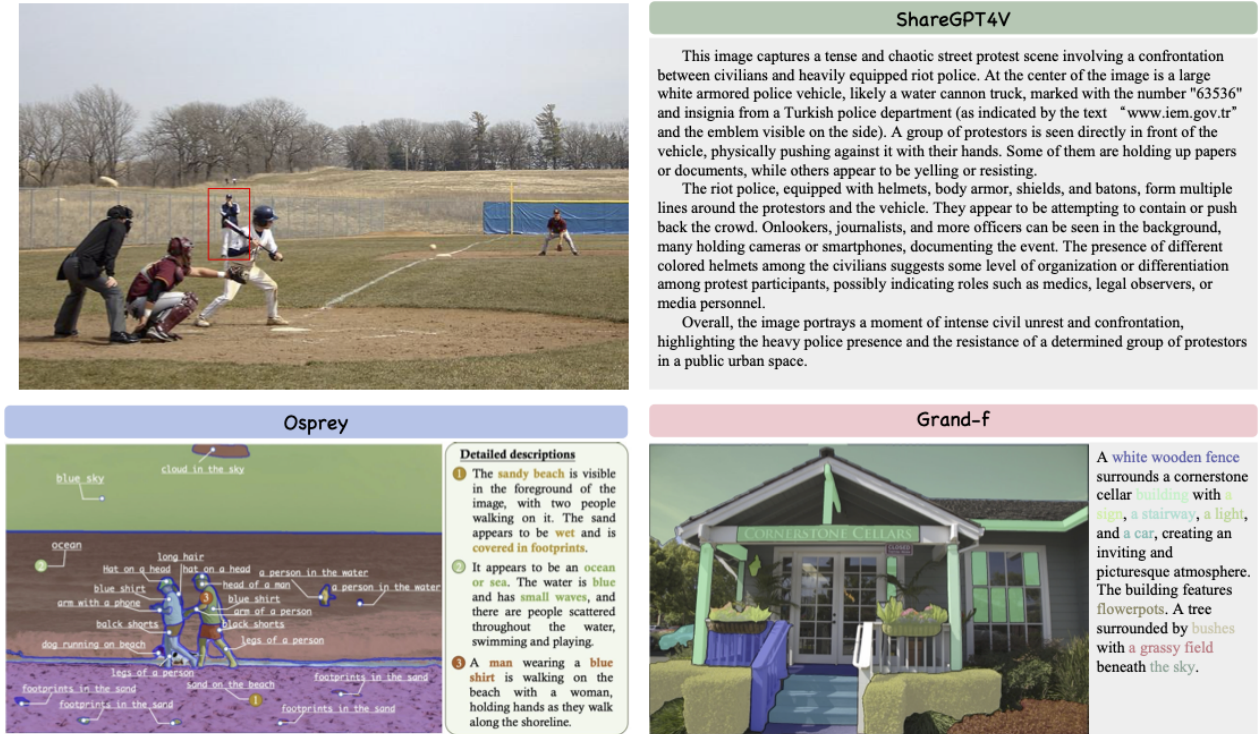 ShareGPT4V
This image captures a tense and chaotic street protest scene involving a confrontation
between civilians and heavily equipped riot police. At the center of the image is a large
white armored police vehicle, likely a water cannon truck, marked with the number "63536"
and insignia from a Turkish police department (as indicated by the text “www.iem.gov.tr”
and the emblem visible on the side). A group of protestors is seen directly in front of the
vehicle, physically pushing against it with their hands. Some of them are holding up papers
or documents, while others appear to be yelling or resisting.
The riot police, equipped with helmets, body armor, shields, and batons, form multiple
lines around the protestors and the vehicle. They appear to be attempting to contain or push
back the crowd. Onlookers, journalists, and more officers can be seen in the background,
many holding cameras or smartphones, documenting the event. The presence of different
colored helmets among the civilians suggests some level of organization or differentiation
among protest participants, possibly indicating roles such as medics, legal observers, or
media personnel.
Overall, the image portrays a moment of intense civil unrest and confrontation,
highlighting the heavy police presence and the resistance of a determined group of protestors
in a public urban space.
Osprey
cloud in the sky
blue sky
ocean
2
long hair
Hat on a head
hat on a head
a person in the water
head of a man
a person in the water
blue shirt
3
blue shirt
arm with a phone
arm of a person
balck shorts
black shorts
dog running on beach
legs of a person
legs of a person
sand on the beach
footprints in the sand
footprints in the sand
1
footprints in the sand
footprints in the sand
Detailed descriptions
1 The sandy beach is visible
in the foreground of the
image, with two people
walking on it. The sand
appears to be wet and is
covered in footprints.
2 It appears to be an ocean
or sea. The water is blue
and has small waves, and
there are people scattered
throughout the water,
swimming and playing.
3 A man wearing a blue
shirt is walking on the
beach with a woman,
holding hands as they walk
along the shoreline.
Grand-f
CORNERSTONE CELLARS
CLOSED
A white wooden fence
surrounds a cornerstone
cellar building with a
sign, a stairway, a light,
and a car, creating an
inviting and
picturesque atmosphere.
The building features
flowerpots. A tree
surrounded by bushes
with a grassy field
beneath the sky.